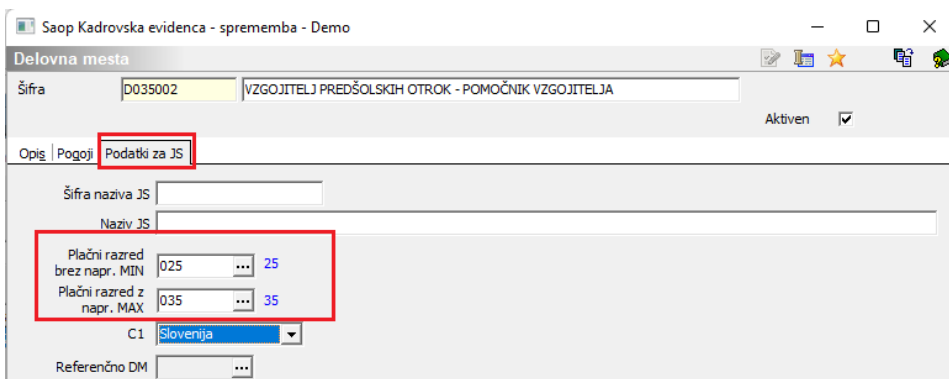 Saop Kadrovska evidenca - sprememba - Demo
Delovna mesta
Šifra D035002 VZGOJITELJ PREDŠOLSKIH OTROK - POMOČNIK VZGOJITELJA
Aktiven
Opis Pogoji Podatki za JS
Šifra naziva JS
Naziv JS
Plačni razred
brez napr. MIN 025 ... 25
Plačni razred z
napr. MAX 035 ... 35
C1 Slovenija
Referenčno DM ...